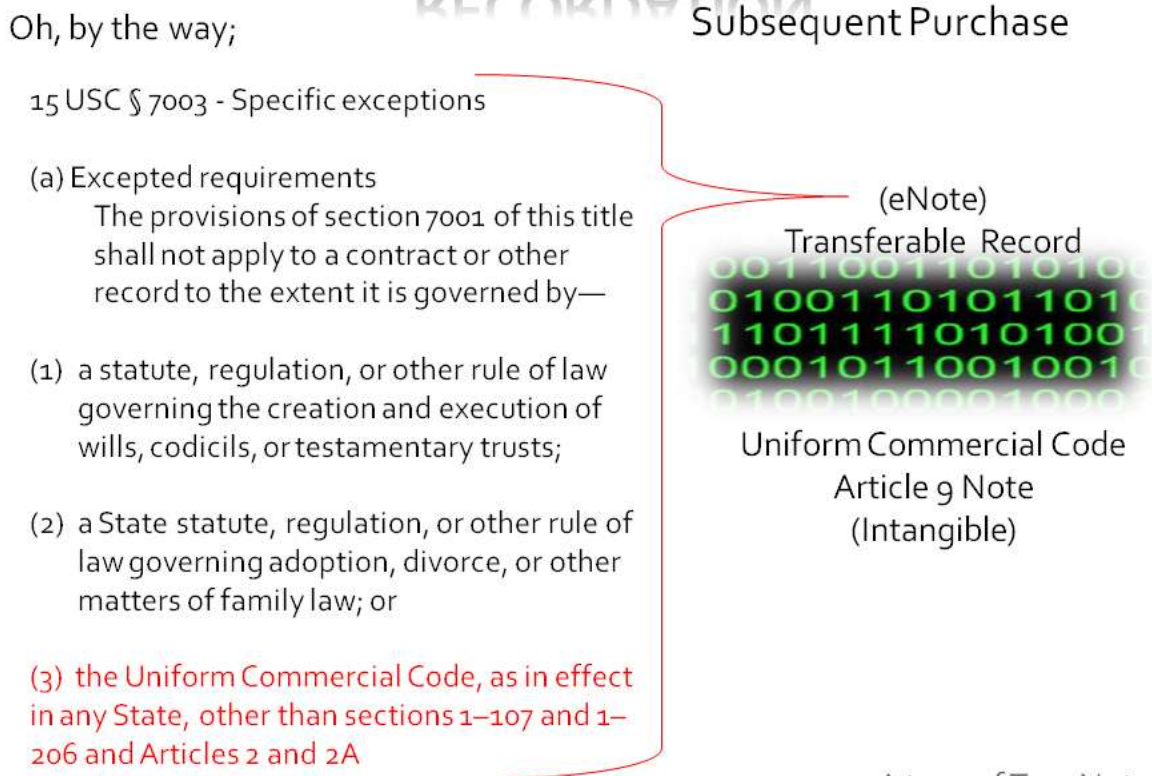 Oh, by the way;
Subsequent Purchase
15 USC § 7003 - Specific exceptions
(a) Excepted requirements
The provisions of section 7001 of this title
shall not apply to a contract or other
record to the extent it is governed by—
(1) a statute, regulation, or other rule of law
governing the creation and execution of
wills, codicils, or testamentary trusts;
(2) a State statute, regulation, or other rule of
law governing adoption, divorce, or other
matters of family law; or
(3) the Uniform Commercial Code, as in effect
in any State, other than sections 1–107 and 1–
206 and Articles 2 and 2A
(eNote)
Transferable Record
Uniform Commercial Code
Article 9 Note
(Intangible)